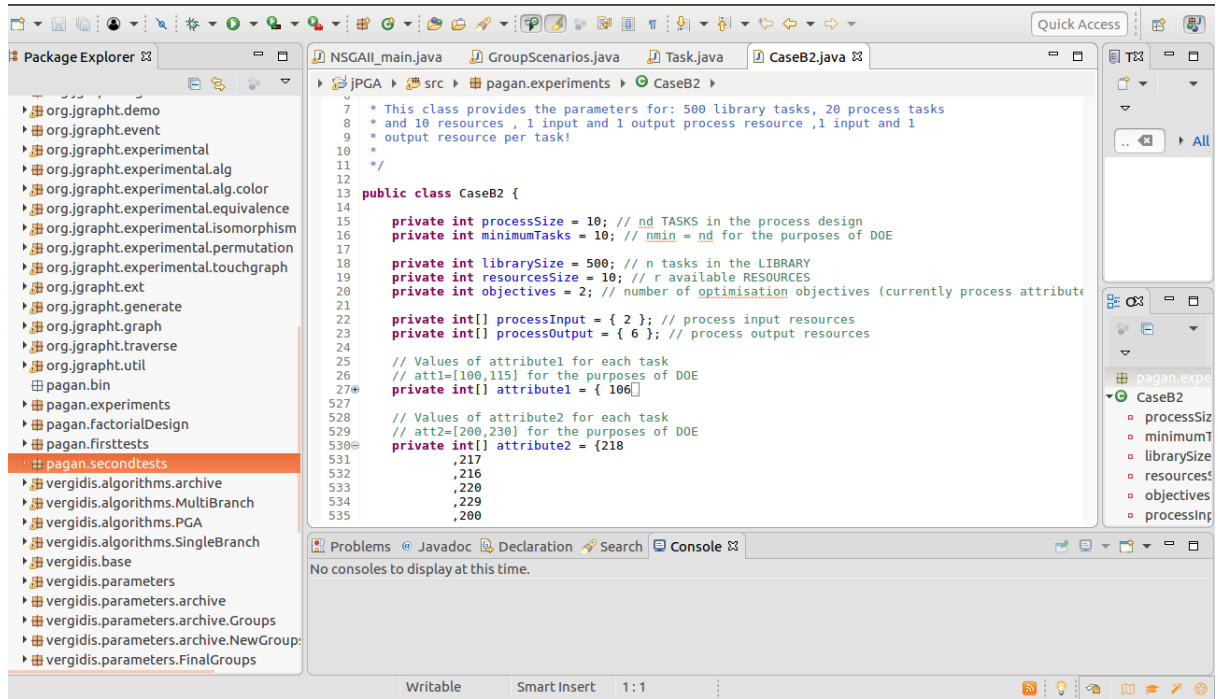 Quick Access
Package Explorer
org.jgrapht.demo
org.jgrapht.event
org.jgrapht.experimental
org.jgrapht.experimental.alg
org.jgrapht.experimental.alg.color
org.jgrapht.experimental.equivalence
org.jgrapht.experimental.isomorphism
org.jgrapht.experimental.permutation
org.jgrapht.experimental.touchgraph
org.jgrapht.ext
org.jgrapht.generate
org.jgrapht.graph
org.jgrapht.traverse
org.jgrapht.util
pagan.bin
pagan.experiments
pagan.factorialDesign
pagan.firsttests
pagan.secondtests
vergidis.algorithms.archive
vergidis.algorithms.MultiBranch
vergidis.algorithms.PGA
vergidis.algorithms.SingleBranch
vergidis.base
vergidis.parameters
vergidis.parameters.archive
vergidis.parameters.archive.Groups
vergidis.parameters.archive.NewGroup
vergidis.parameters.FinalGroups
NSGAII_main.java GroupScenarios.java Task.java CaseB2.java
jPGA src pagan.experiments CaseB2
7 * This class provides the parameters for: 500 library tasks, 20 process tasks
8 * and 10 resources , 1 input and 1 output process resource ,1 input and 1
9 * output resource per task!
10 *
11 */
12
13 public class CaseB2 {
14
15 private int processSize = 10; // nd TASKS in the process design
16 private int minimumTasks = 10; // nmin = nd for the purposes of DOE
17
18 private int librarySize = 500; // n tasks in the LIBRARY
19 private int resourcesSize = 10; // r available RESOURCES
20 private int objectives = 2; // number of optimisation objectives (currently process attribute
21
22 private int[] processInput = { 2 }; // process input resources
23 private int[] processOutput = { 6 }; // process output resources
24
25 // Values of attribute1 for each task
26 // att1=[100,115] for the purposes of DOE
27 private int[] attribute1 = { 106
527
528 // Values of attribute2 for each task
529 // att2=[200,230] for the purposes of DOE
530 private int[] attribute2 = {218
531 ,217
532 ,216
533 ,220
534 ,229
535 ,200
Problems @ Javadoc Declaration Search Console
No consoles to display at this time.
T
.. All
O
pagan.expe
CaseB2
processSiz
minimumT
librarySize
resourcesS
objectives
processInp
Writable Smart Insert 1 : 1